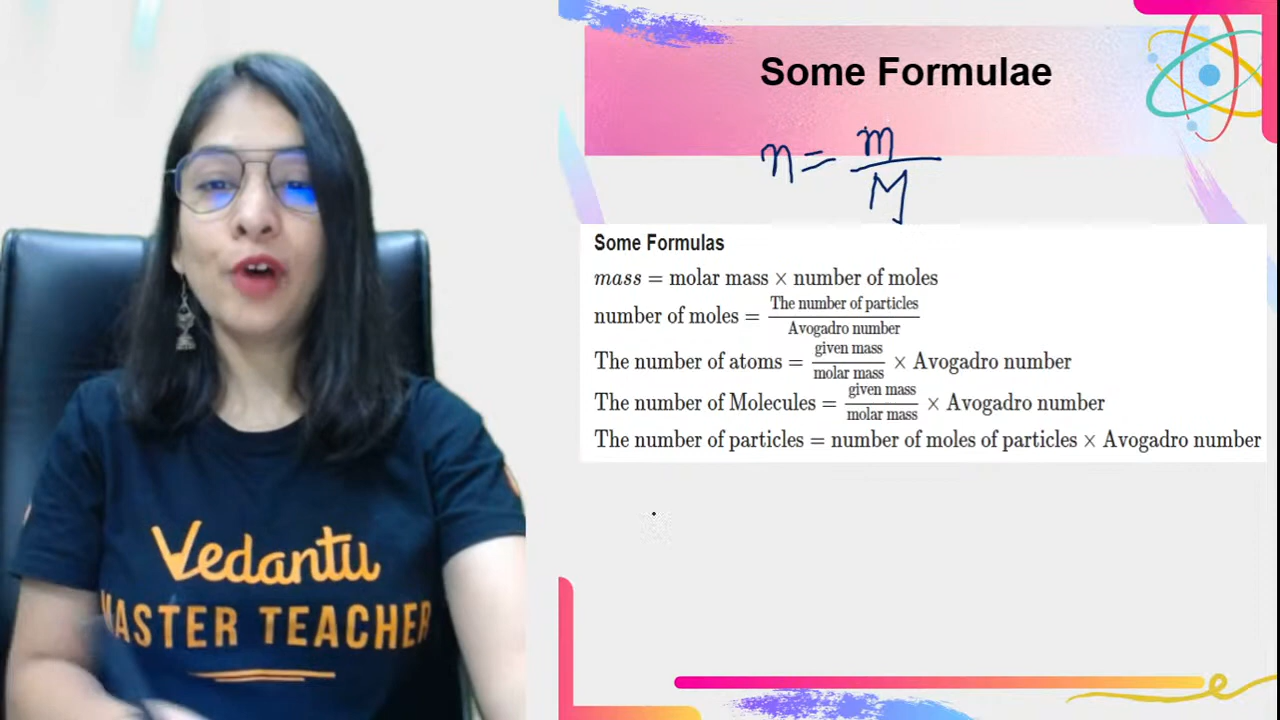 Some Formulae
n = m/M
Some Formulas
mass = molar mass × number of moles
number of moles = The number of particles / Avogadro number
The number of atoms = given mass / molar mass × Avogadro number
The number of Molecules = given mass / molar mass × Avogadro number
The number of particles = number of moles of particles × Avogadro number
Vedantu
MASTER TEACHER